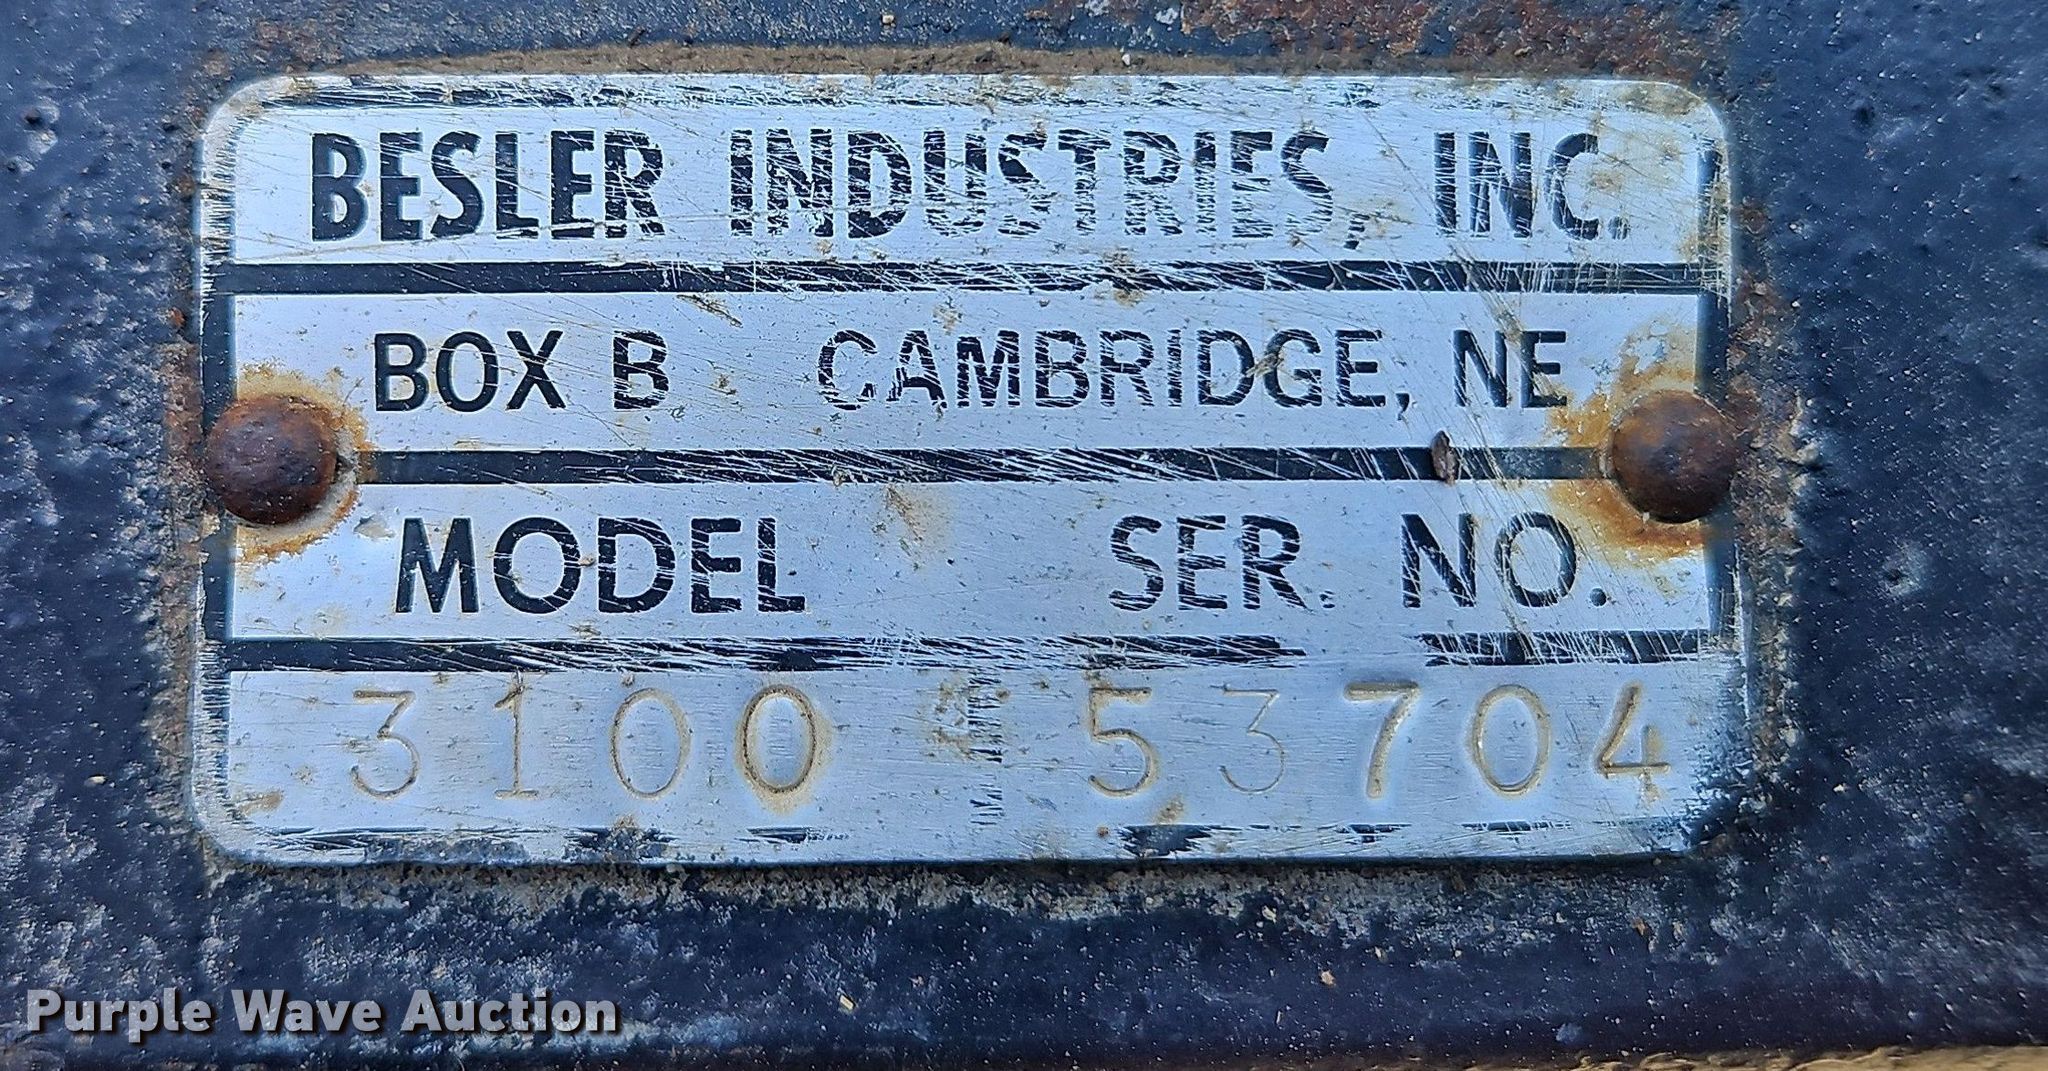 BESLER INDUSTRIES, INC.
BOX B CAMBRIDGE, NE
MODEL SER. NO.
3100 53704
Purple Wave Auction